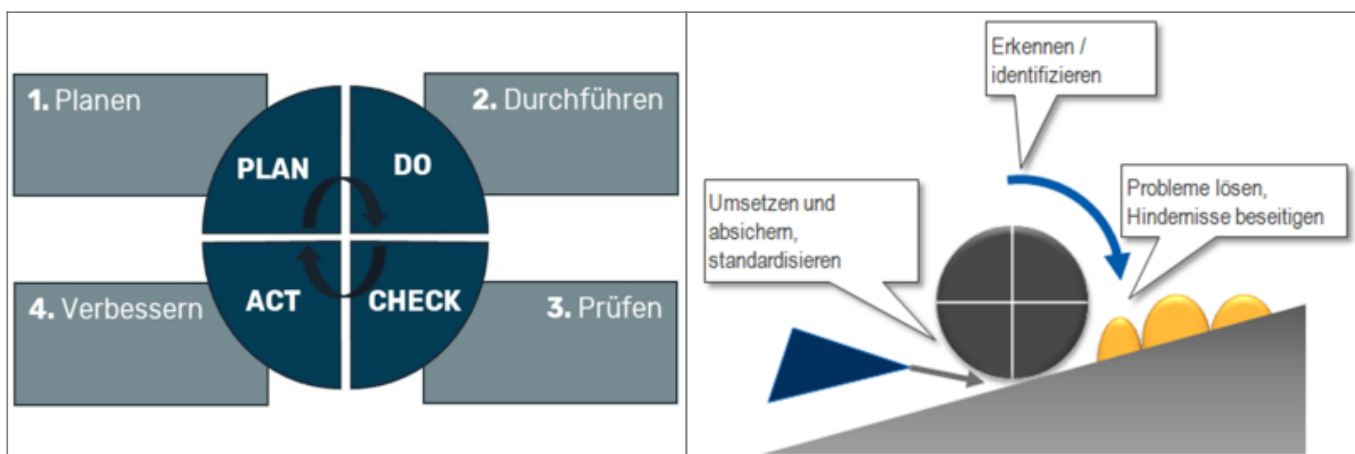 1. Planen
2. Durchführen
PLAN
DO
ACT
CHECK
4. Verbessern
3. Prüfen
Erkennen /
identifizieren
Probleme lösen,
Hindernisse beseitigen
Umsetzen und
absichern,
standardisieren